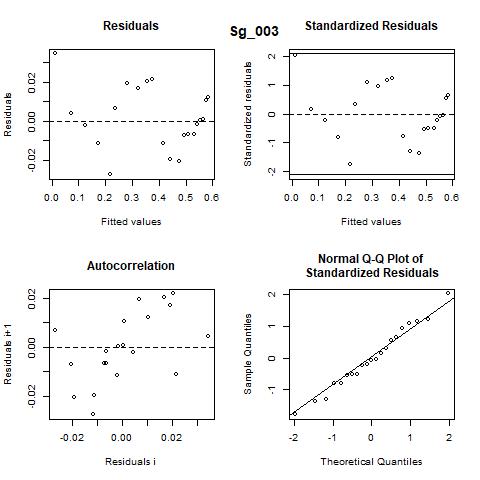 Sg_003
Residuals
Residuals
-0.02 0.00 0.02
0.0 0.1 0.2 0.3 0.4 0.5 0.6
Fitted values
Standardized Residuals
Standardized residuals
-2 -1 0 1 2
0.0 0.1 0.2 0.3 0.4 0.5 0.6
Fitted values
Autocorrelation
Residuals i+1
-0.02 0.00 0.02
-0.02 0.00 0.02
Residuals i
Normal Q-Q Plot of
Standardized Residuals
Sample Quantiles
-1 0 1 2
-2 -1 0 1 2
Theoretical Quantiles